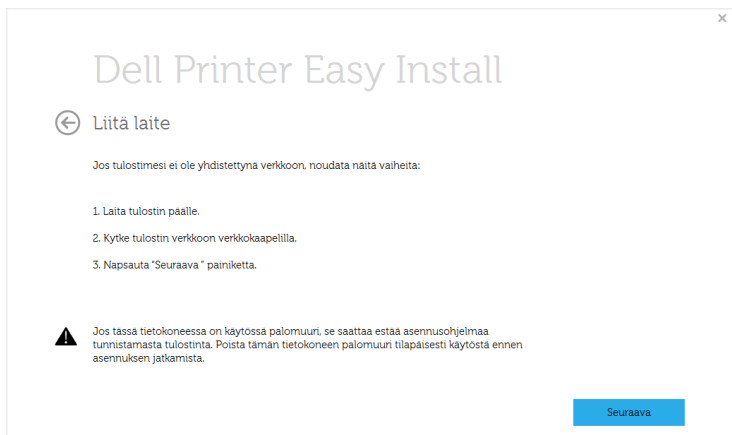 Dell Printer Easy Install
Liitä laite
Jos tulostimesi ei ole yhdistettynä verkkoon, noudata näitä vaiheita:
1. Laita tulostin päälle.
2. Kytke tulostin verkkoon verkkokaapelilla.
3. Napsauta "Seuraava " painiketta.
Jos tässä tietokoneessa on käytössä palomuuri, se saattaa estää asennusohjelmaa
tunnistamasta tulostinta. Poista tämän tietokoneen palomuuri tilapäisesti käytöstä ennen
asennuksen jatkamista.
Seuraava